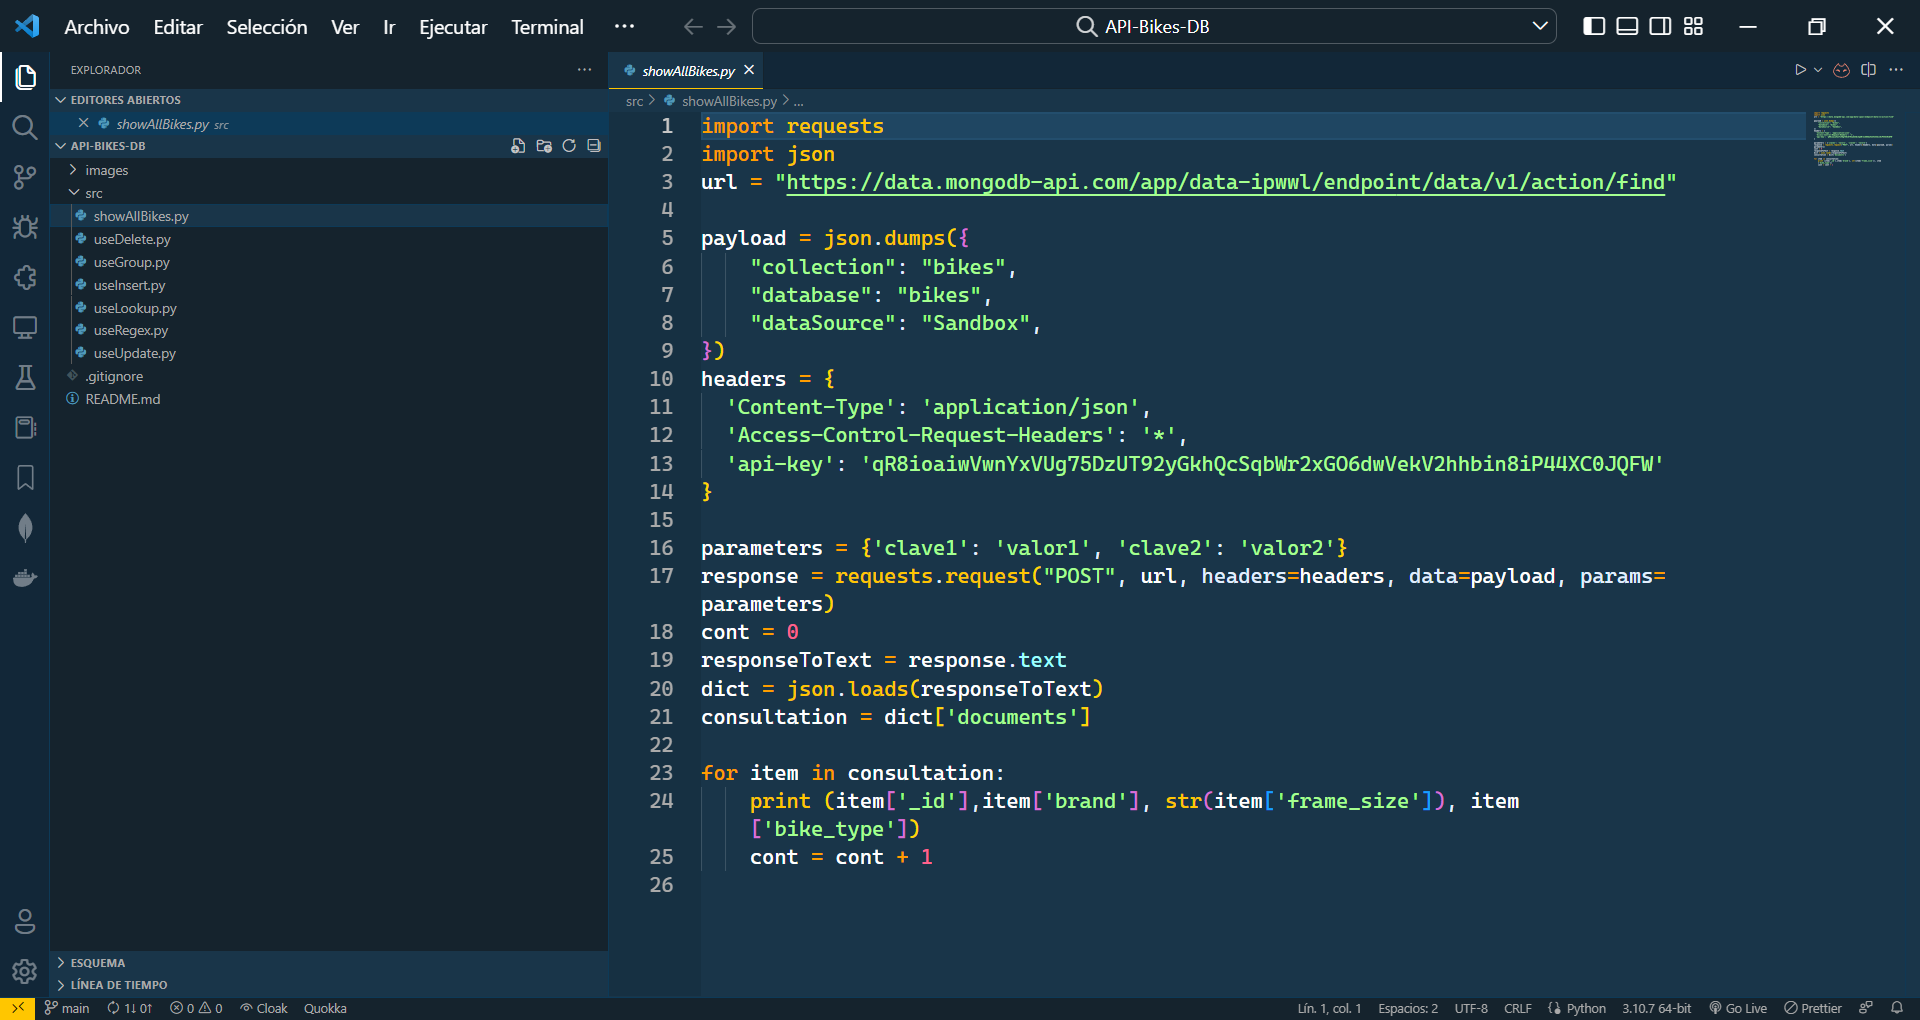 Archivo Editar Selección Ver Ir Ejecutar Terminal ··· API-Bikes-DB
EXPLORADOR
EDITORES ABIERTOS
showAllBikes.py src
API-BIKES-DB
images
src
showAllBikes.py
useDelete.py
useGroup.py
useInsert.py
useLookup.py
useRegex.py
useUpdate.py
.gitignore
README.md
ESQUEMA
LÍNEA DE TIEMPO
showAllBikes.py
src > showAllBikes.py > ...
1 import requests
2 import json
3 url = "https://data.mongodb-api.com/app/data-ipwwl/endpoint/data/v1/action/find"
4
5 payload = json.dumps({
6     "collection": "bikes",
7     "database": "bikes",
8     "dataSource": "Sandbox",
9 })
10 headers = {
11   'Content-Type': 'application/json',
12   'Access-Control-Request-Headers': '*',
13   'api-key': 'qR8ioaiwVwnYxVUg75DzUT92yGkhQcSqbWr2xGO6dwVekV2hhbin8iP44XC0JQFW'
14 }
15
16 parameters = {'clave1': 'valor1', 'clave2': 'valor2'}
17 response = requests.request("POST", url, headers=headers, data=payload, params=
parameters)
18 cont = 0
19 responseToText = response.text
20 dict = json.loads(responseToText)
21 consultation = dict['documents']
22
23 for item in consultation:
24     print (item['_id'],item['brand'], str(item['frame_size']), item
['bike_type'])
25     cont = cont + 1
26
main 1↓ 0↑ 0 0 Cloak Quokka Lín. 1, col. 1 Espacios: 2 UTF-8 CRLF Python 3.10.7 64-bit Go Live Prettier